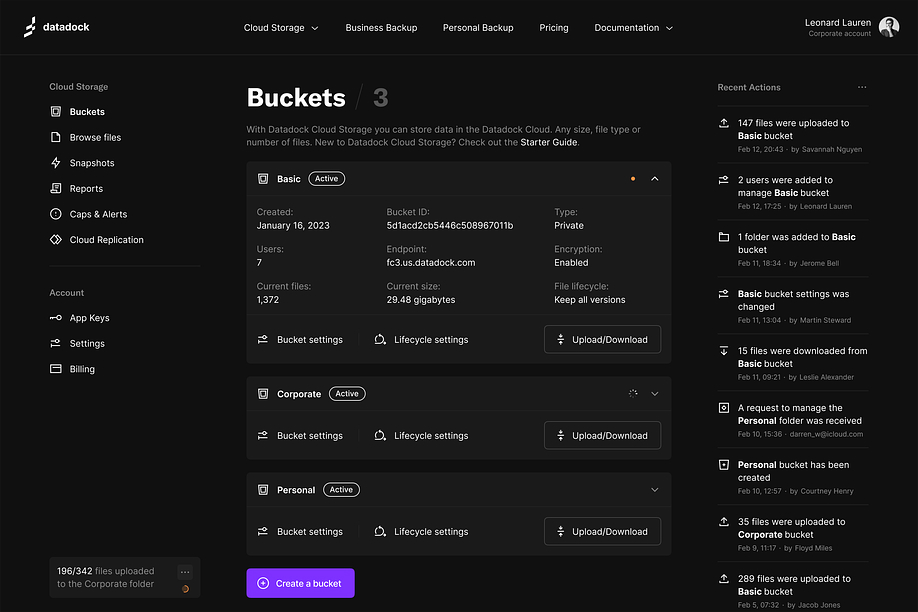 datadock
Cloud Storage
Business Backup
Personal Backup
Pricing
Documentation
Leonard Lauren
Corporate account
Cloud Storage
Buckets
Browse files
Snapshots
Reports
Caps & Alerts
Cloud Replication
Account
App Keys
Settings
Billing
196/342 files uploaded
to the Corporate folder
Buckets / 3
With Datadock Cloud Storage you can store data in the Datadock Cloud. Any size, file type or
number of files. New to Datadock Cloud Storage? Check out the Starter Guide.
Basic Active
Created: Bucket ID: Type:
January 16, 2023 5d1acd2cb5446c508967011b Private
Users: Endpoint: Encryption:
7 fc3.us.datadock.com Enabled
Current files: Current size: File lifecycle:
1,372 29.48 gigabytes Keep all versions
Bucket settings Lifecycle settings Upload/Download
Corporate Active
Bucket settings Lifecycle settings Upload/Download
Personal Active
Bucket settings Lifecycle settings Upload/Download
Create a bucket
Recent Actions
147 files were uploaded to
Basic bucket
Feb 12, 20:43 · by Savannah Nguyen
2 users were added to
manage Basic bucket
Feb 12, 17:25 · by Leonard Lauren
1 folder was added to Basic
bucket
Feb 11, 18:34 · by Jerome Bell
Basic bucket settings was
changed
Feb 11, 13:04 · by Martin Steward
15 files were downloaded from
Basic bucket
Feb 11, 09:21 · by Leslie Alexander
A request to manage the
Personal folder was received
Feb 10, 15:36 · darren_w@icloud.com
Personal bucket has been
created
Feb 10, 12:57 · by Courtney Henry
35 files were uploaded to
Corporate bucket
Feb 9, 11:17 · by Floyd Miles
289 files were uploaded to
Basic bucket
Feb 5, 07:32 · by Jacob Jones